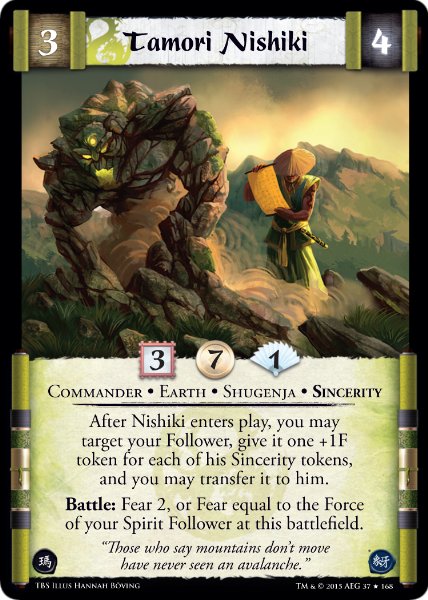 3 Tamori Nishiki 4
3 7 1
Commander • Earth • Shugenja • Sincerity
After Nishiki enters play, you may
target your Follower, give it one +1F
token for each of his Sincerity tokens,
and you may transfer it to him.
Battle: Fear 2, or Fear equal to the Force
of your Spirit Follower at this battlefield.
“Those who say mountains don’t move
have never seen an avalanche.”
TBS Illus Hannah Böving
TM & © 2015 AEG 37 ★ 168